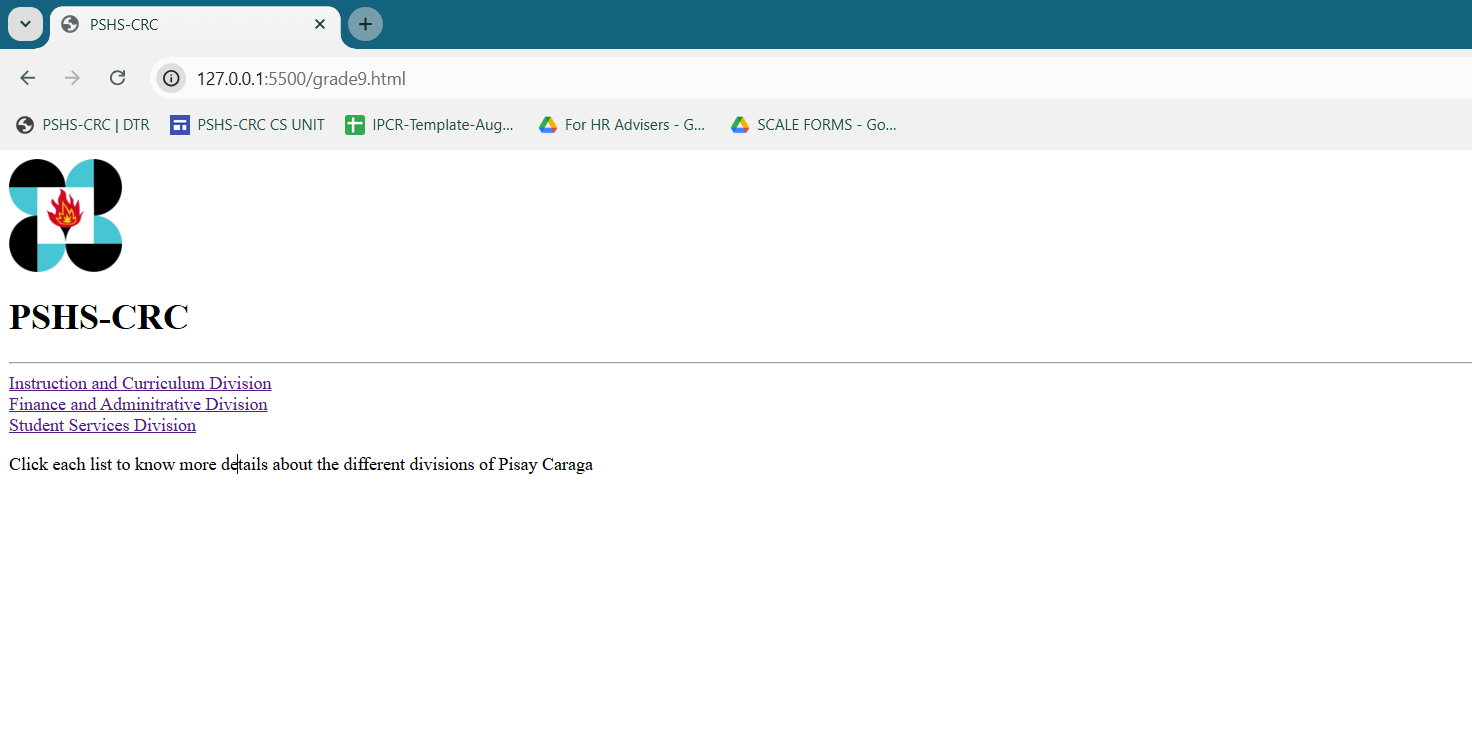 PSHS-CRC
127.0.0.1:5500/grade9.html
PSHS-CRC | DTR PSHS-CRC CS UNIT IPCR-Template-Aug... For HR Advisers - G... SCALE FORMS - Go...
PSHS-CRC
Instruction and Curriculum Division
Finance and Adminitrative Division
Student Services Division
Click each list to know more details about the different divisions of Pisay Caraga